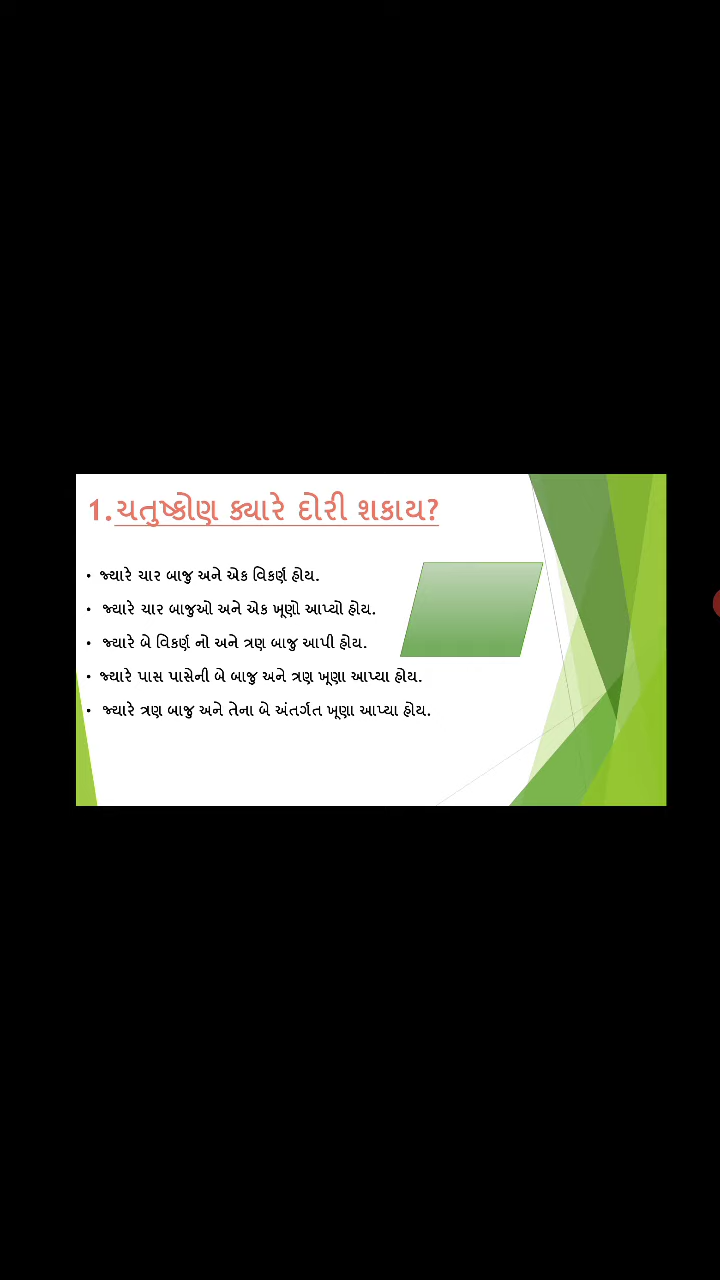 1.ચતુષ્કોણ ક્યારે દોરી શકાય?
• જ્યારે ચાર બાજુ અને એક વિકર્ણ હોય.
• જ્યારે ચાર બાજુઓ અને એક ખૂણો આપ્યો હોય.
• જ્યારે બે વિકર્ણ નો અને ત્રણ બાજુ આપી હોય.
• જ્યારે પાસ પાસેની બે બાજુ અને ત્રણ ખૂણા આપ્યા હોય.
• જ્યારે ત્રણ બાજુ અને તેના બે અંતર્ગત ખૂણા આપ્યા હોય.